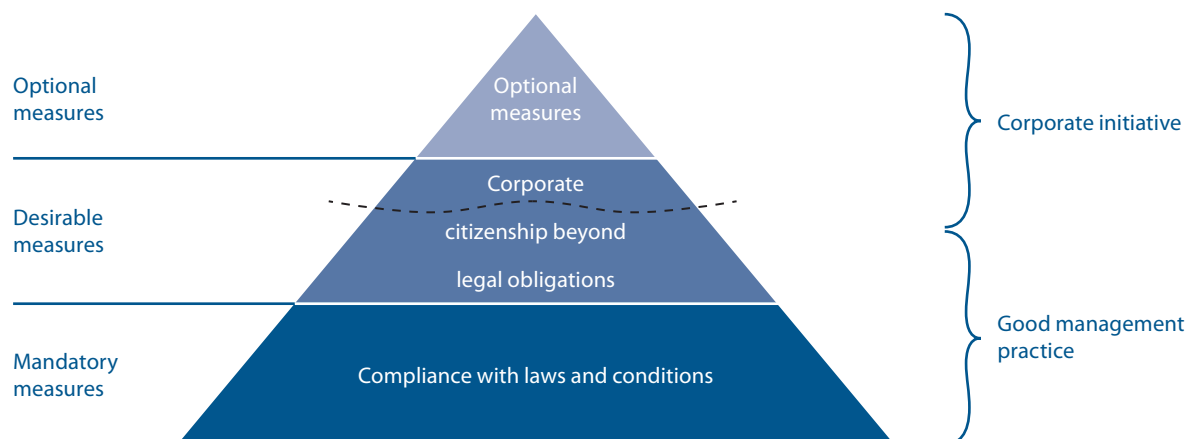 Optional
measures
Optional
measures
Corporate initiative
Desirable
measures
Corporate
citizenship beyond
legal obligations
Mandatory
measures
Compliance with laws and conditions
Good management
practice